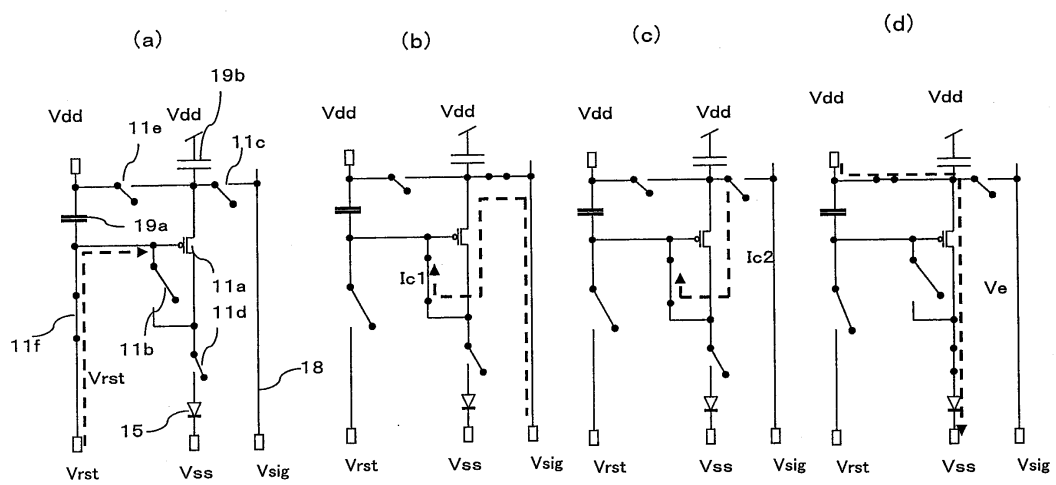 (a) (b) (c) (d)
19b
Vdd Vdd 11c Vdd Vdd Vdd Vdd Vdd Vdd
11e
19a
11a Ic1 Ic2 Ve
11d
11f 11b
Vrst 18
15
Vrst Vss Vsig Vrst Vss Vsig Vrst Vss Vsig Vrst Vss Vsig